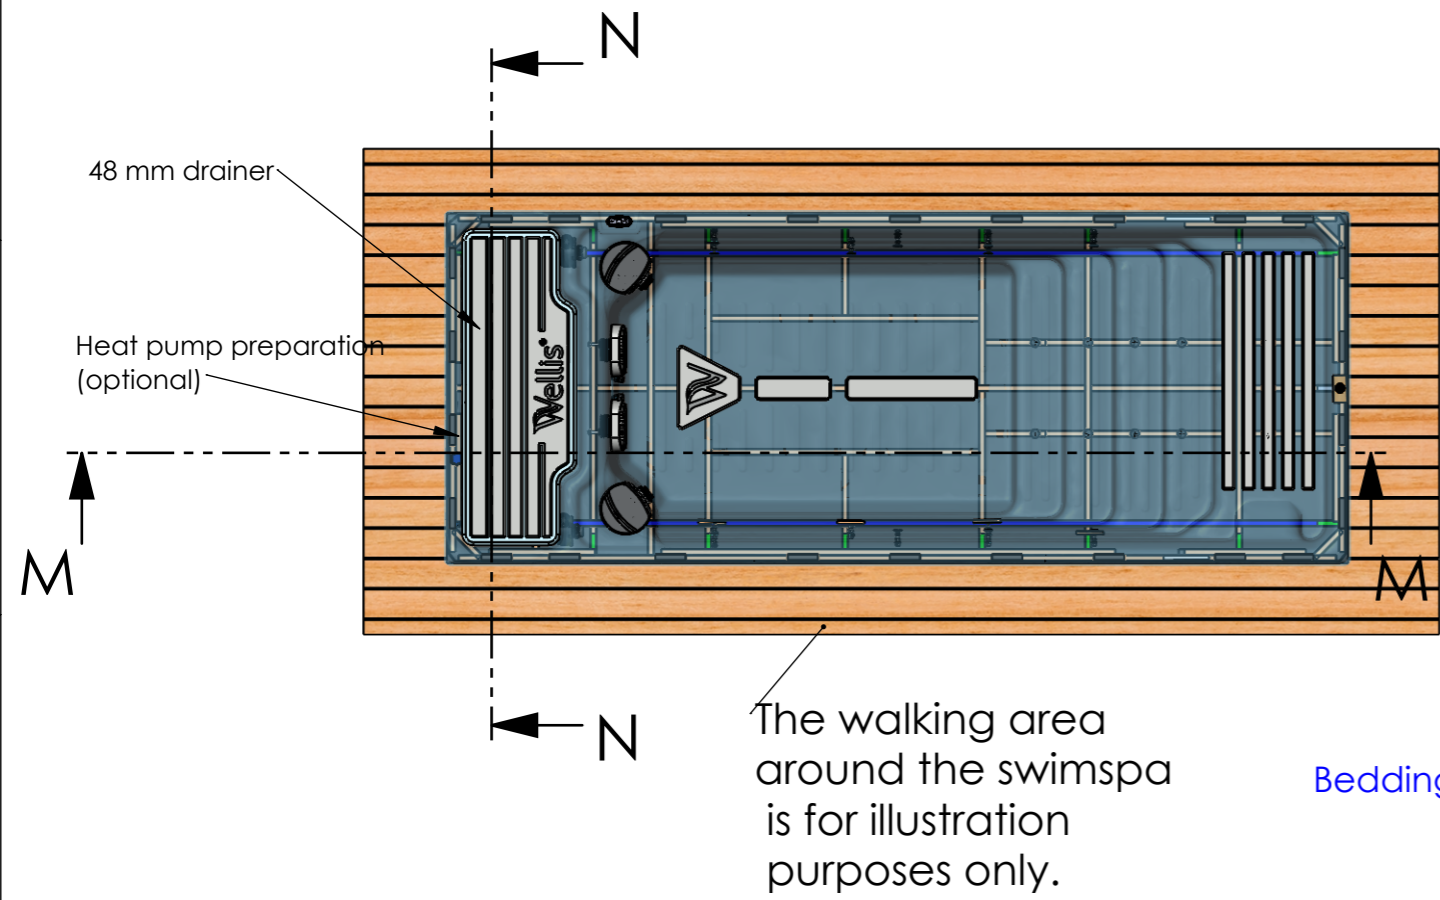 N
48 mm drainer
Heat pump preparation
(optional)
Wellis®
M
M
N
The walking area
around the swimspa
is for illustration
purposes only.
Bedding